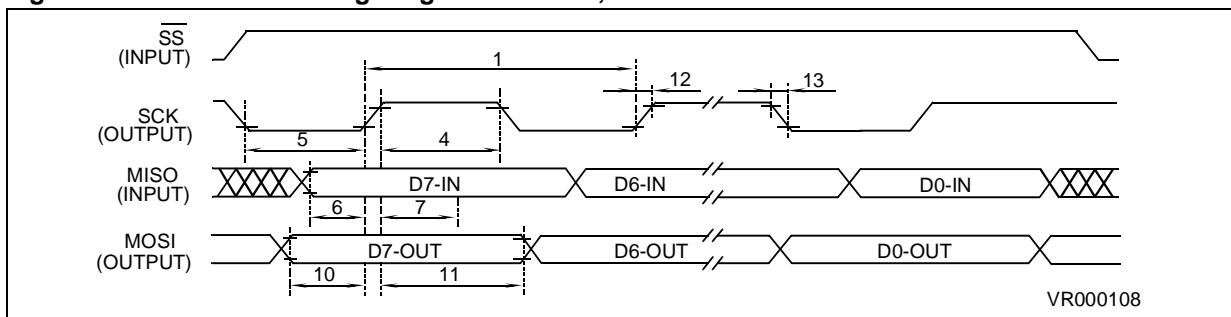 SS
(INPUT)
1
12
13
SCK
(OUTPUT)
5
4
MISO
(INPUT)
D7-IN
D6-IN
D0-IN
6
7
MOSI
(OUTPUT)
D7-OUT
D6-OUT
D0-OUT
10
11
VR000108